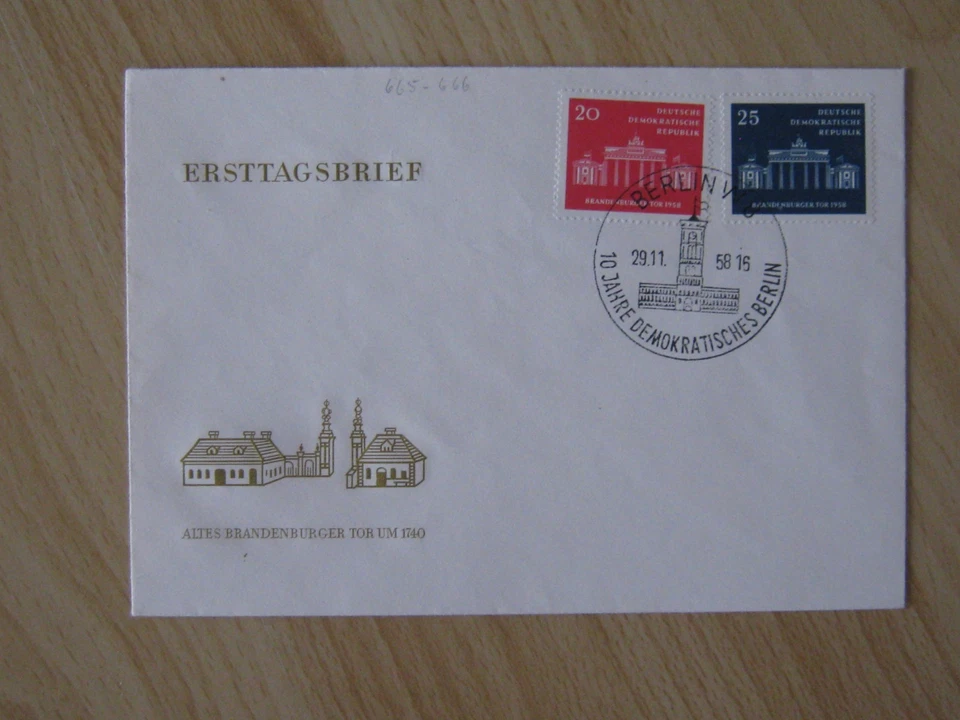 665-666
ERSTTAGSBRIEF
20
DEUTSCHE
DEMOKRATISCHE
REPUBLIK
BRANDENBURGER TOR 1958
25
DEUTSCHE
DEMOKRATISCHE
REPUBLIK
BRANDENBURGER TOR 1958
BERLIN W 8
29.11. 58 16
10 JAHRE DEMOKRATISCHES BERLIN
ALTES BRANDENBURGER TOR UM 1740